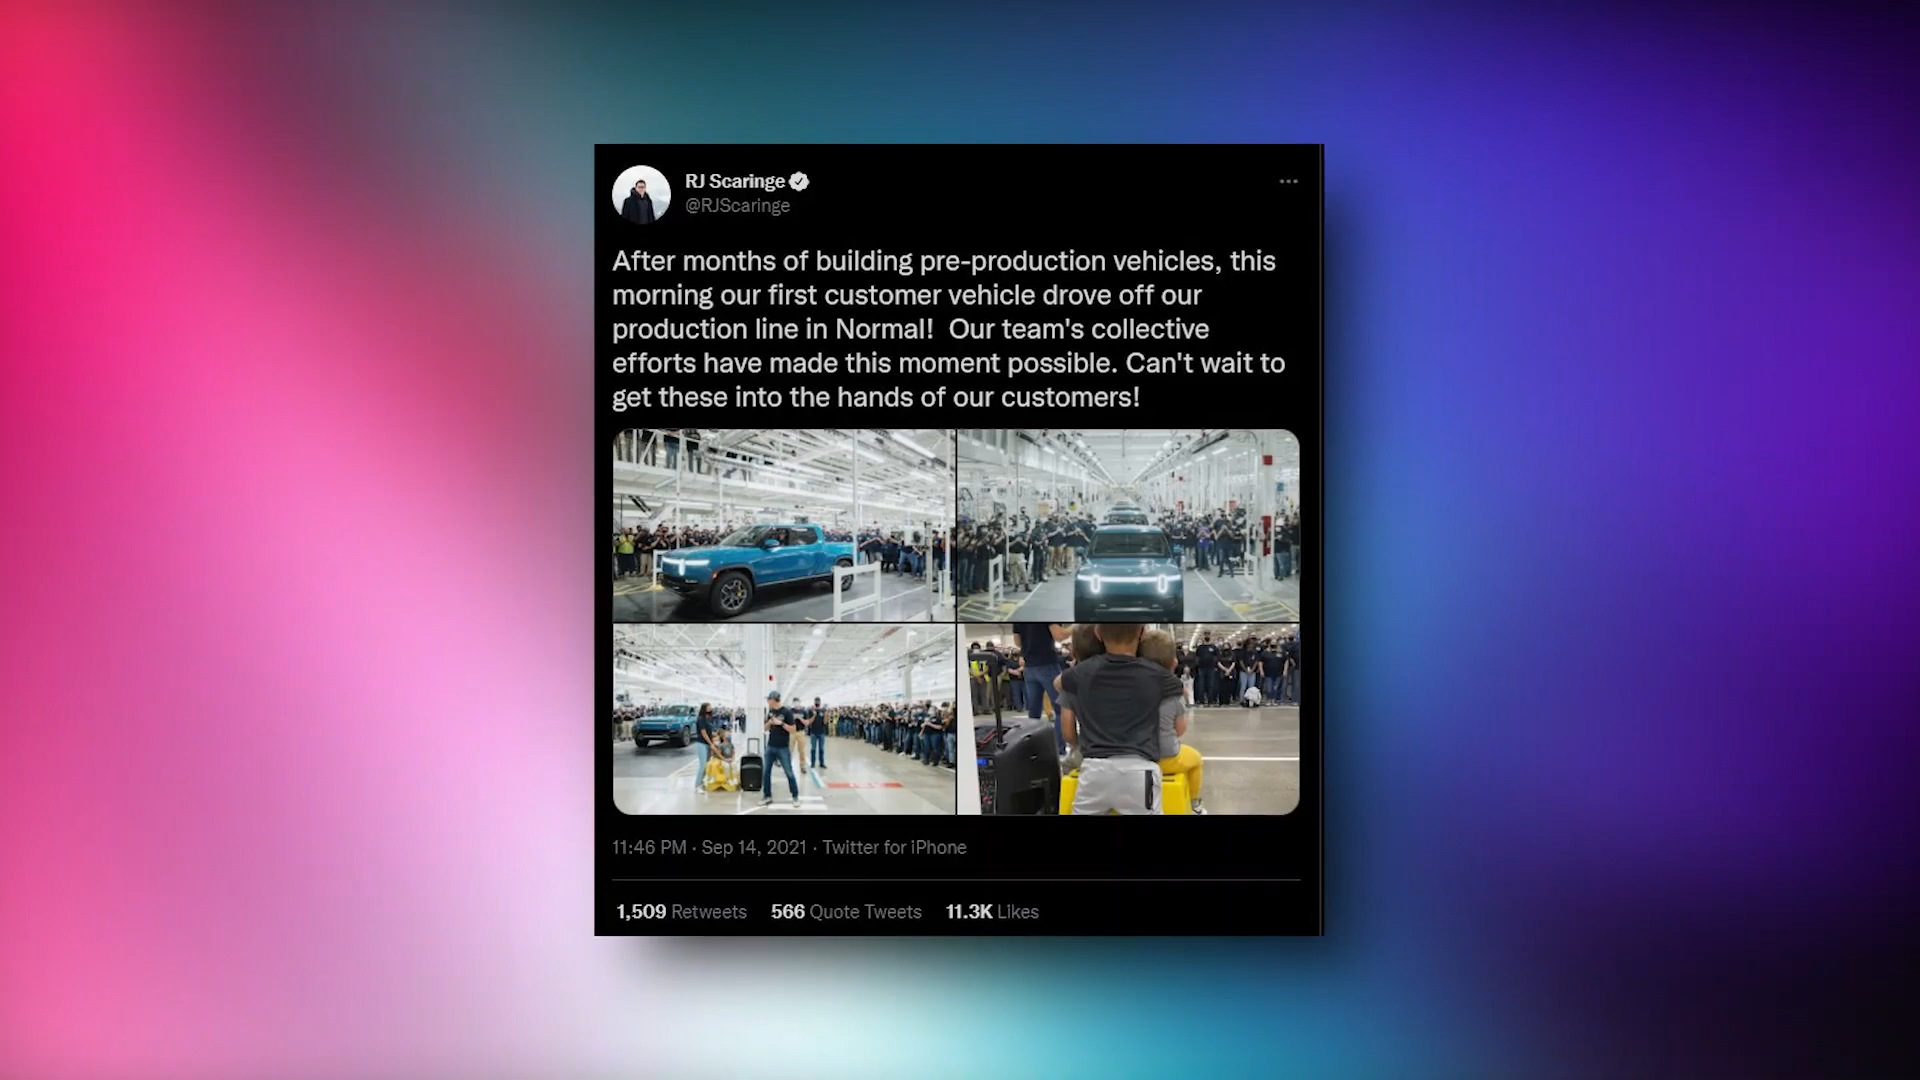 RJ Scaringe
@RJScaringe
After months of building pre-production vehicles, this
morning our first customer vehicle drove off our
production line in Normal!  Our team's collective
efforts have made this moment possible. Can't wait to
get these into the hands of our customers!
11:46 PM · Sep 14, 2021 · Twitter for iPhone
1,509 Retweets 566 Quote Tweets 11.3K Likes